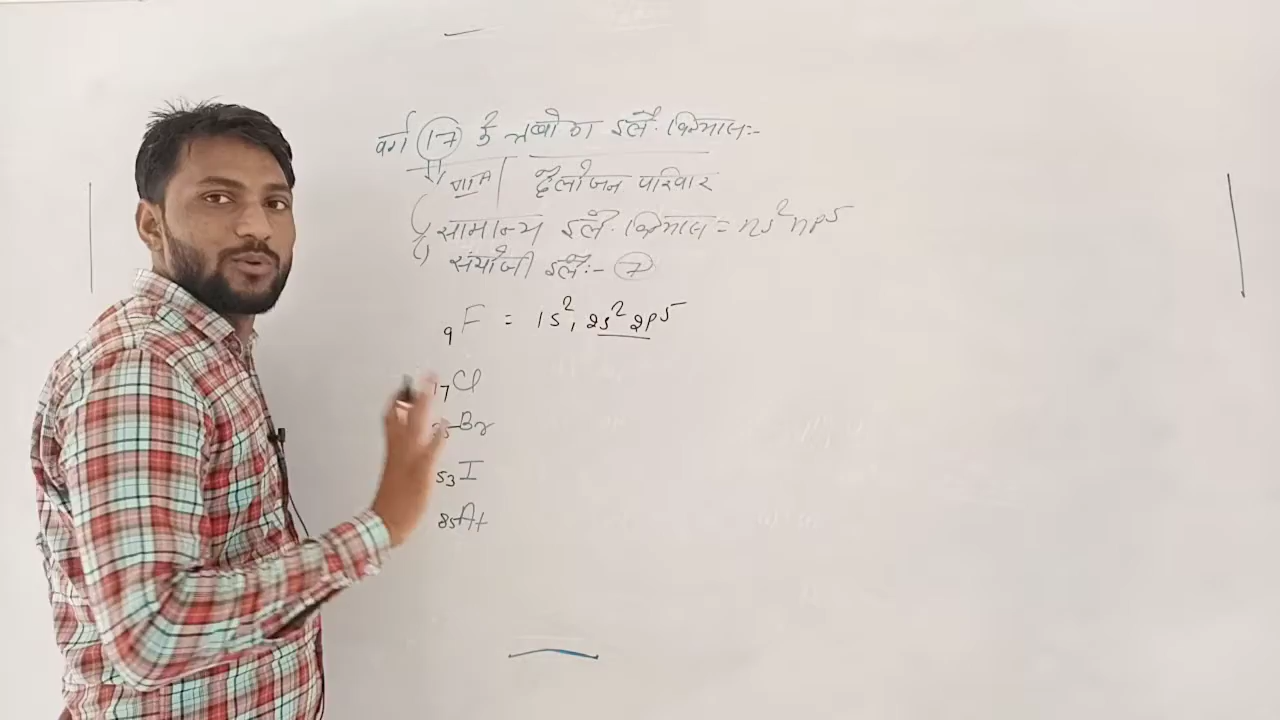 वर्ग 17 के तत्वों का इलै. विन्यास:-
नाम | हैलोजन परिवार
सामान्य इलै. विन्यास = ns² np⁵
संयोजी इलै:- 7
₉F = 1s², 2s² 2p⁵
₁₇Cl
₃₅Br
₅₃I
₈₅At